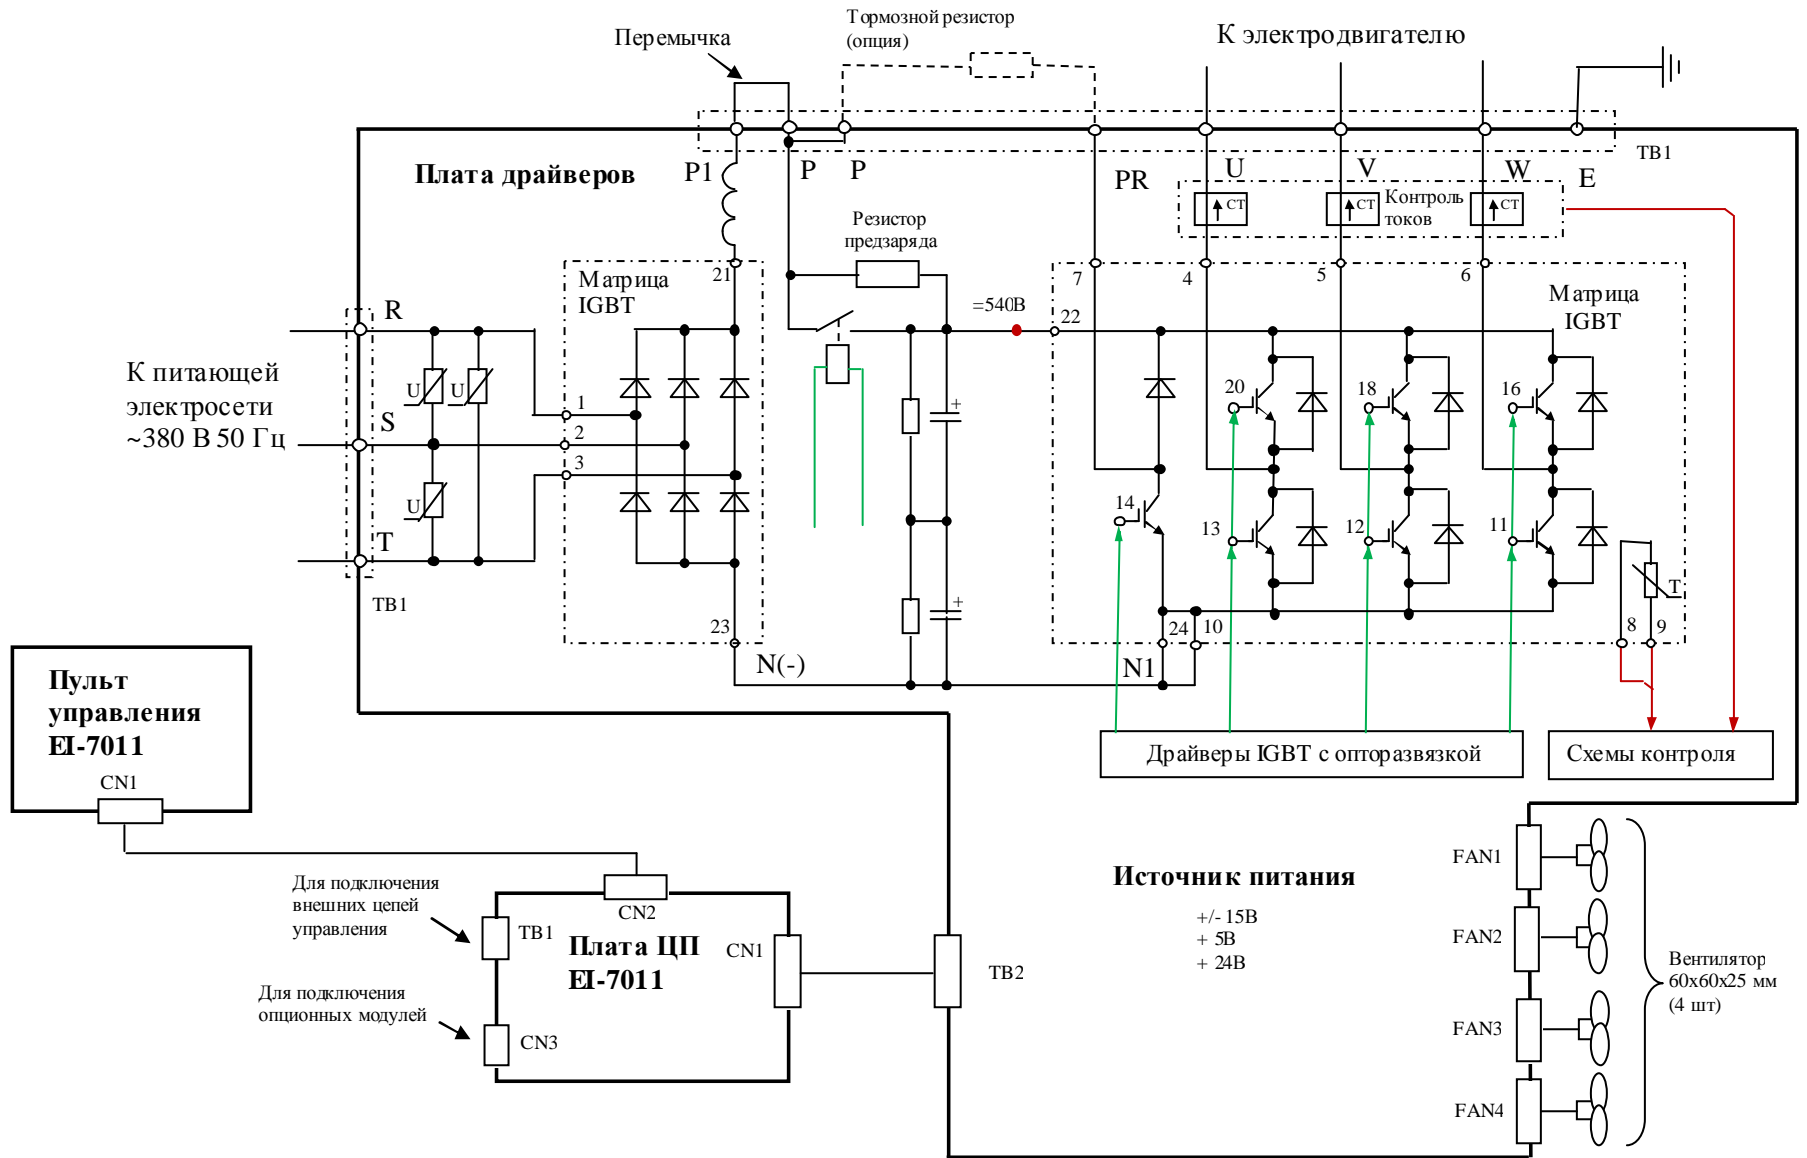 Тормозной резистор
(опция)
Перемычка
К электродвигателю
Плата драйверов
P1
P
P
PR
U
V
W
E
TB1
CT
CT
Контроль
токов
CT
Резистор
предзаряда
Матрица
IGBT
21
=540В
7
4
5
6
22
Матрица
IGBT
R
К питающей
электросети
~380 В 50 Гц
S
T
TB1
U
U
U
1
2
3
+
+
23
N(-)
20
18
16
14
13
12
11
T
24
10
8
9
N1
Пульт
управления
EI-7011
CN1
Драйверы IGBT с опторазвязкой
Схемы контроля
Для подключения
внешних цепей
управления
TB1
CN2
Плата ЦП
EI-7011
CN1
TB2
Для подключения
опционных модулей
CN3
Источник питания
+/- 15В
+ 5В
+ 24В
FAN1
FAN2
FAN3
FAN4
Вентилятор
60х60х25 мм
(4 шт)